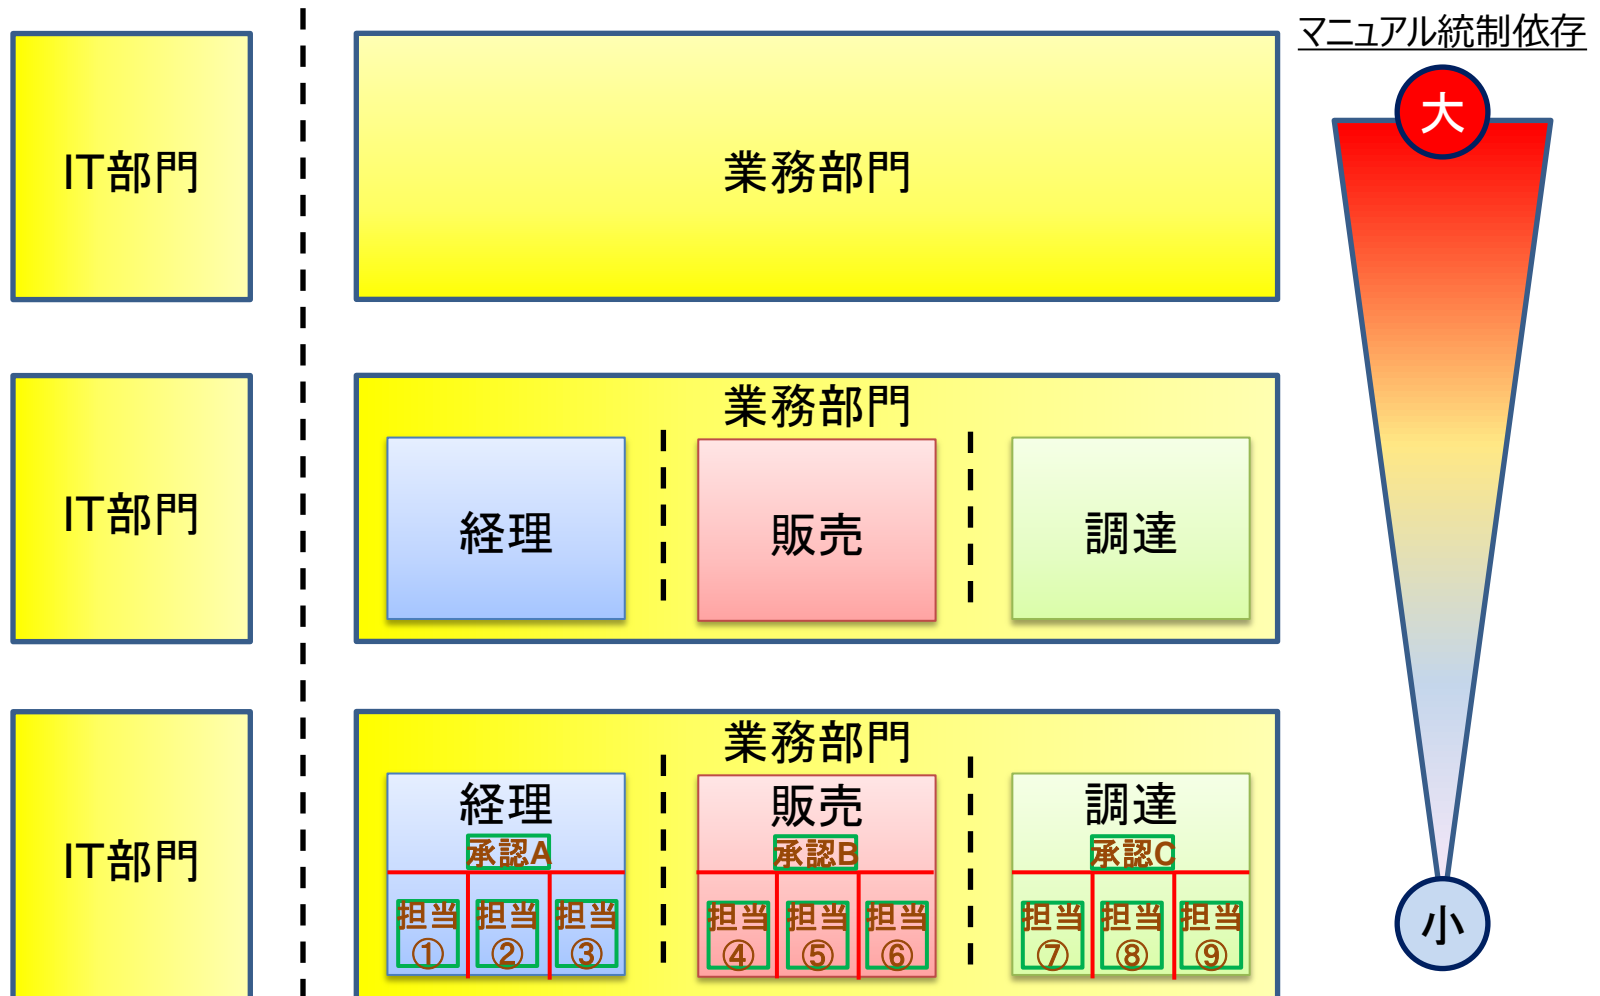 マニュアル統制依存
IT部門
業務部門
大
IT部門
業務部門
経理
販売
調達
IT部門
業務部門
経理
承認A
担当
①
担当
②
担当
③
販売
承認B
担当
④
担当
⑤
担当
⑥
調達
承認C
担当
⑦
担当
⑧
担当
⑨
小